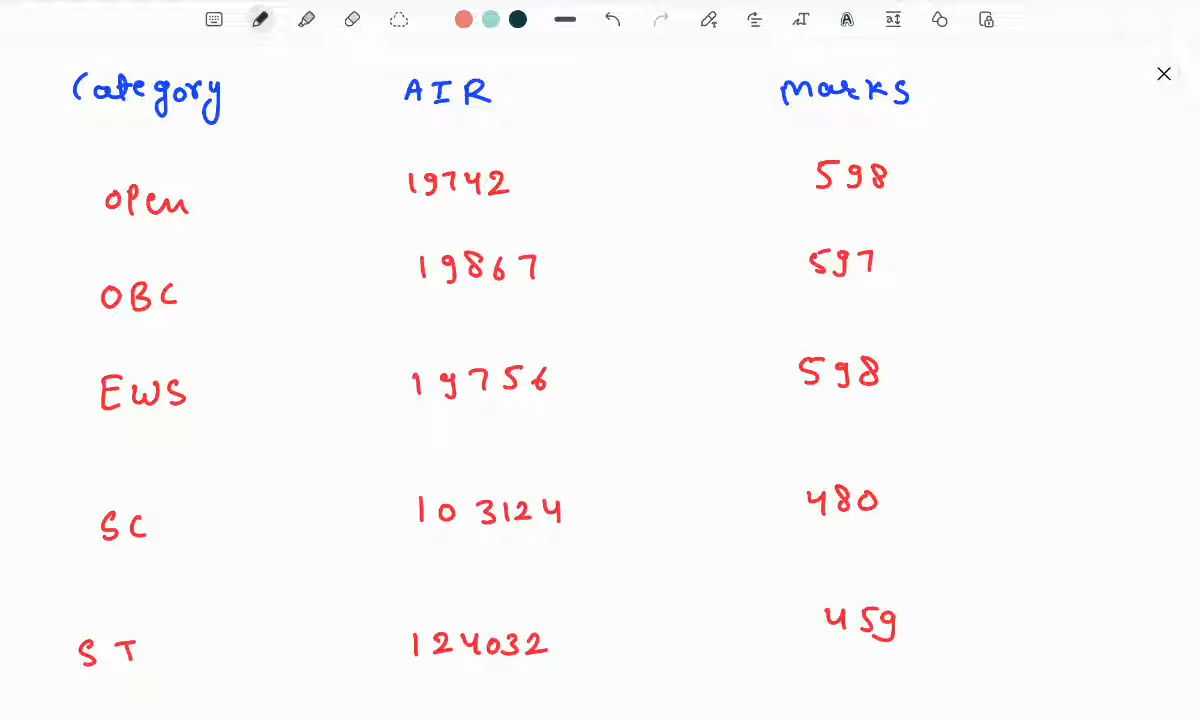 Category AIR Marks
Open 19742 598
OBC 19867 597
EWS 19756 598
SC 103124 480
ST 124032 459